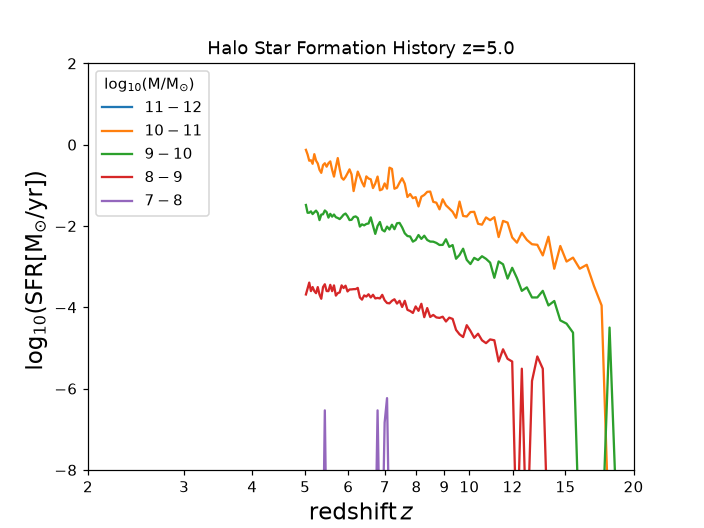 Halo Star Formation History z=5.0
log₁₀(SFR[M⊙/yr])
2
0
−2
−4
−6
−8
log₁₀(M/M⊙)
11 − 12
10 − 11
9 − 10
8 − 9
7 − 8
2 3 4 5 6 7 8 9 10 12 15 20
redshift z